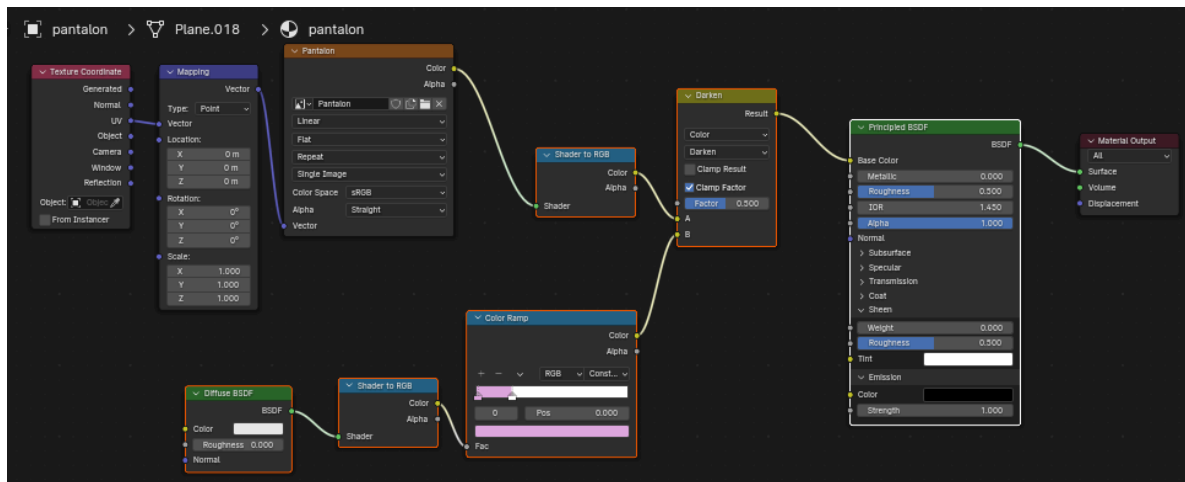 pantalon > Plane.018 > pantalon
Texture Coordinate
Generated
Normal
UV
Object
Camera
Window
Reflection
Object: Objec
From Instancer
Mapping
Vector
Type: Point
Vector
Location:
X 0 m
Y 0 m
Z 0 m
Rotation:
X 0°
Y 0°
Z 0°
Scale:
X 1.000
Y 1.000
Z 1.000
Pantalon
Color
Alpha
Pantalon
Linear
Flat
Repeat
Single Image
Color Space sRGB
Alpha Straight
Vector
Shader to RGB
Color
Alpha
Shader
Darken
Result
Color
Darken
Clamp Result
Clamp Factor
Factor 0.500
A
B
Principled BSDF
BSDF
Base Color
Metallic 0.000
Roughness 0.500
IOR 1.450
Alpha 1.000
Normal
Subsurface
Specular
Transmission
Coat
Sheen
Weight 0.000
Roughness 0.500
Tint
Emission
Color
Strength 1.000
Material Output
All
Surface
Volume
Displacement
Diffuse BSDF
BSDF
Color
Roughness 0.000
Normal
Shader to RGB
Color
Alpha
Shader
Color Ramp
Color
Alpha
+ − RGB Const...
0 Pos 0.000
Fac